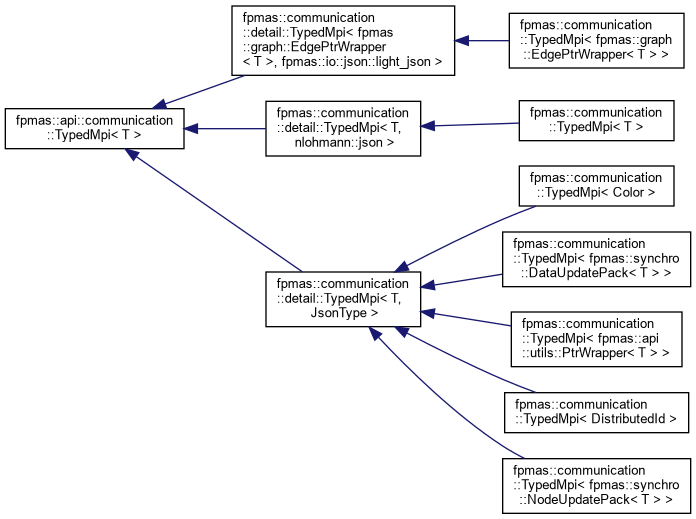 fpmas::api::communication
::TypedMpi< T >
fpmas::communication
::detail::TypedMpi< fpmas
::graph::EdgePtrWrapper
< T >, fpmas::io::json::light_json >
fpmas::communication
::TypedMpi< fpmas::graph
::EdgePtrWrapper< T > >
fpmas::communication
::detail::TypedMpi< T,
nlohmann::json >
fpmas::communication
::TypedMpi< T >
fpmas::communication
::detail::TypedMpi< T,
JsonType >
fpmas::communication
::TypedMpi< Color >
fpmas::communication
::TypedMpi< fpmas::synchro
::DataUpdatePack< T > >
fpmas::communication
::TypedMpi< fpmas::api
::utils::PtrWrapper< T > >
fpmas::communication
::TypedMpi< DistributedId >
fpmas::communication
::TypedMpi< fpmas::synchro
::NodeUpdatePack< T > >